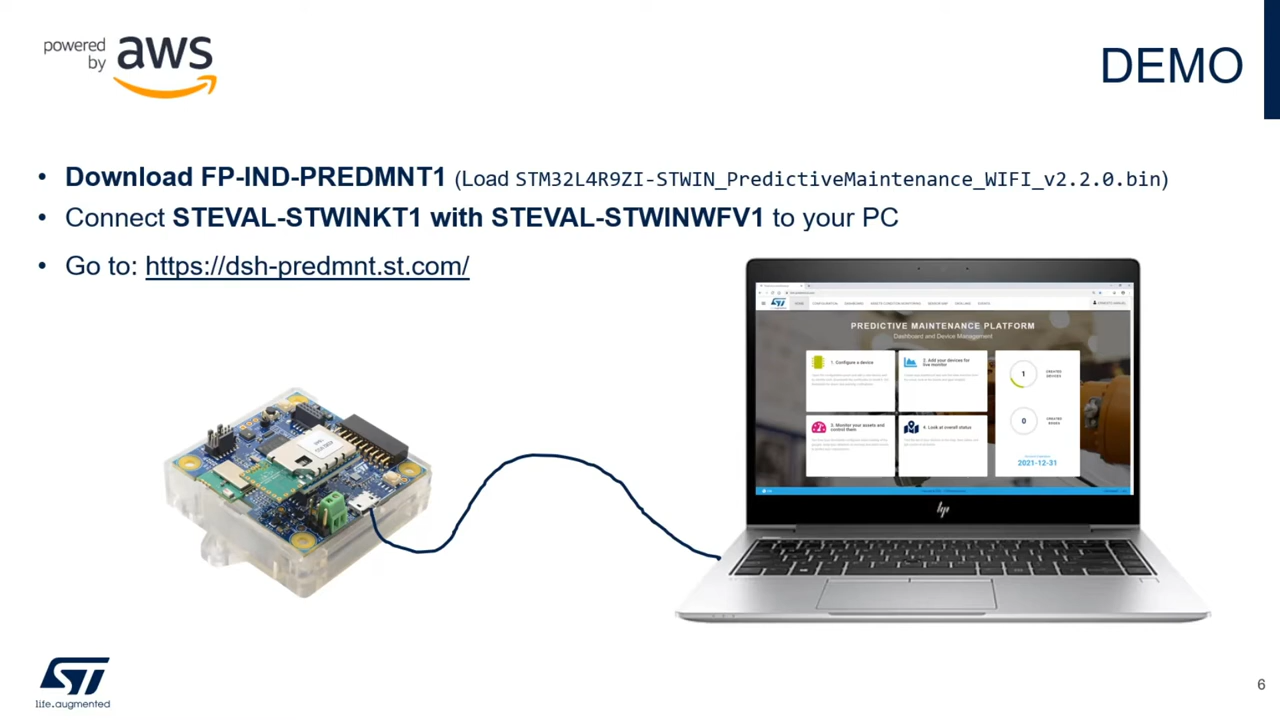 powered
by
aws
DEMO
• Download FP-IND-PREDMNT1 (Load STM32L4R9ZI-STWIN_PredictiveMaintenance_WIFI_v2.2.0.bin)
• Connect STEVAL-STWINKT1 with STEVAL-STWINWFV1 to your PC
• Go to: https://dsh-predmnt.st.com/
PREDICTIVE MAINTENANCE PLATFORM
Dashboard and Device Management
1. Configure a device
2. Add your devices for
live monitor
1
3. Monitor your assets and
control them
4. Look at overall status
0
2021-12-31
hp
ST
life.augmented
6